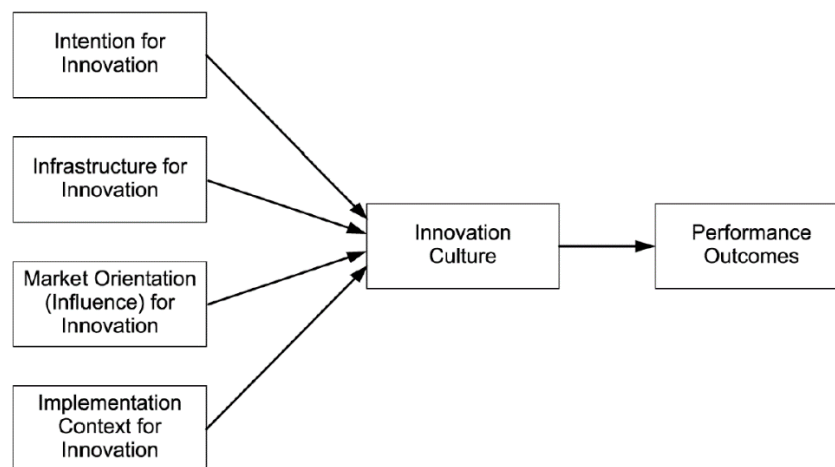 Intention for
Innovation
Infrastructure for
Innovation
Market Orientation
(Influence) for
Innovation
Implementation
Context for
Innovation
Innovation
Culture
Performance
Outcomes